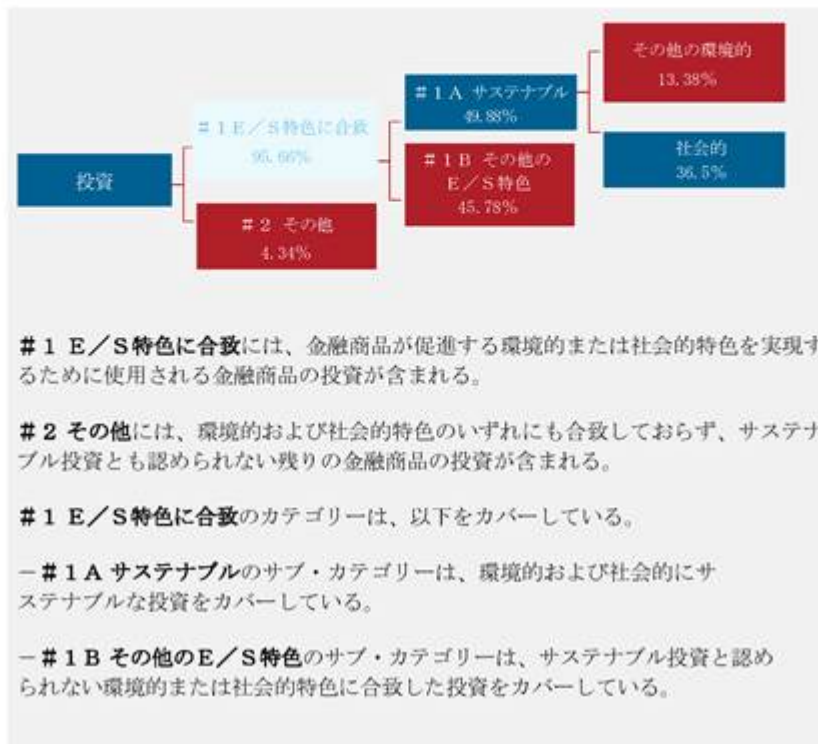 その他の環境的
13.38%
#1A サステナブル
49.88%
#1E/S特色に合致
95.66%
社会的
36.5%
#1B その他の
E/S特色
45.78%
投資
#2 その他
4.34%
#1 E/S特色に合致には、金融商品が促進する環境的または社会的特色を実現す
るために使用される金融商品の投資が含まれる。
#2 その他には、環境的および社会的特色のいずれにも合致しておらず、サステナ
ブル投資とも認められない残りの金融商品の投資が含まれる。
#1 E/S特色に合致のカテゴリーは、以下をカバーしている。
－#1A サステナブルのサブ・カテゴリーは、環境的および社会的にサ
ステナブルな投資をカバーしている。
－#1B その他のE/S特色のサブ・カテゴリーは、サステナブル投資と認め
られない環境的または社会的特色に合致した投資をカバーしている。